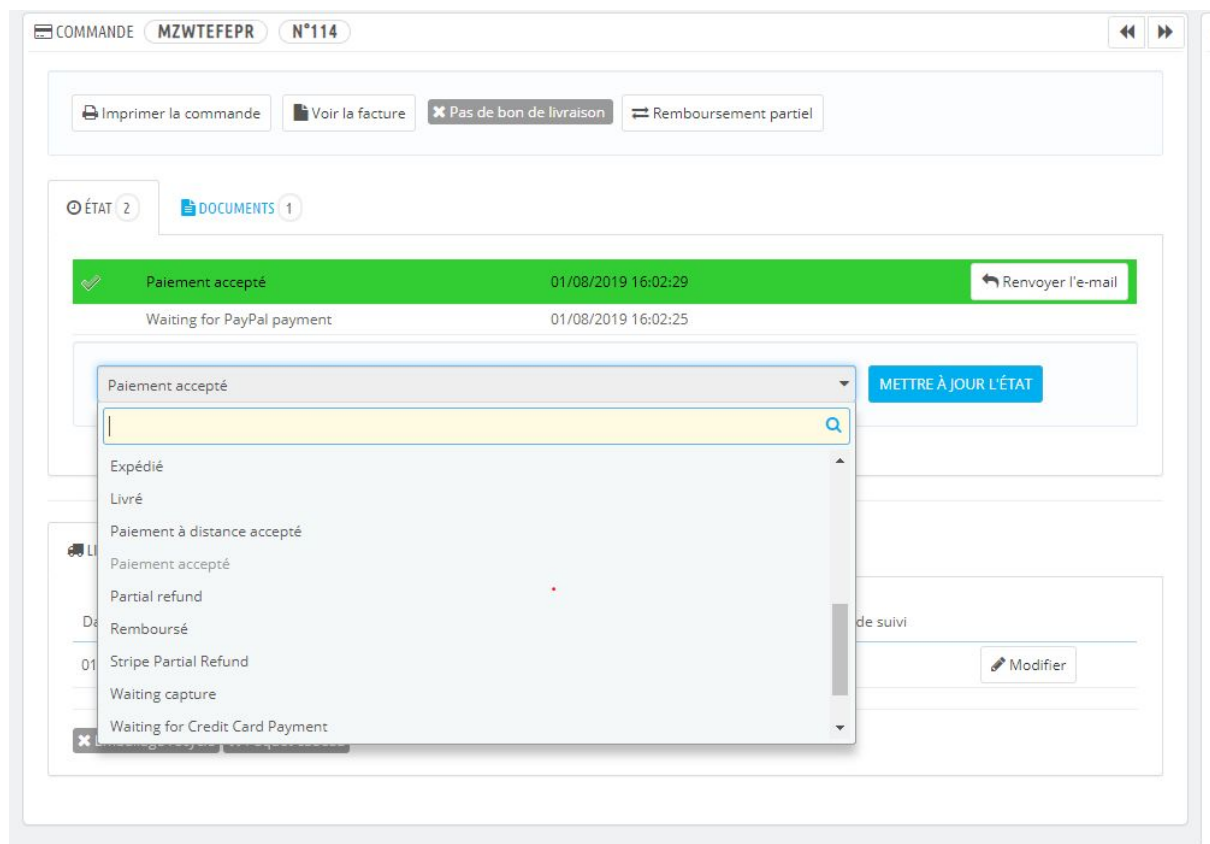 COMMANDE MZWTEFEPR N°114
Imprimer la commande Voir la facture Pas de bon de livraison Remboursement partiel
ÉTAT 2 DOCUMENTS 1
Paiement accepté 01/08/2019 16:02:29 Renvoyer l'e-mail
Waiting for PayPal payment 01/08/2019 16:02:25
Paiement accepté METTRE À JOUR L'ÉTAT
Expédié
Livré
Paiement à distance accepté
LI
Paiement accepté
Partial refund
Da de suivi
Remboursé
01 Stripe Partial Refund Modifier
Waiting capture
Waiting for Credit Card Payment